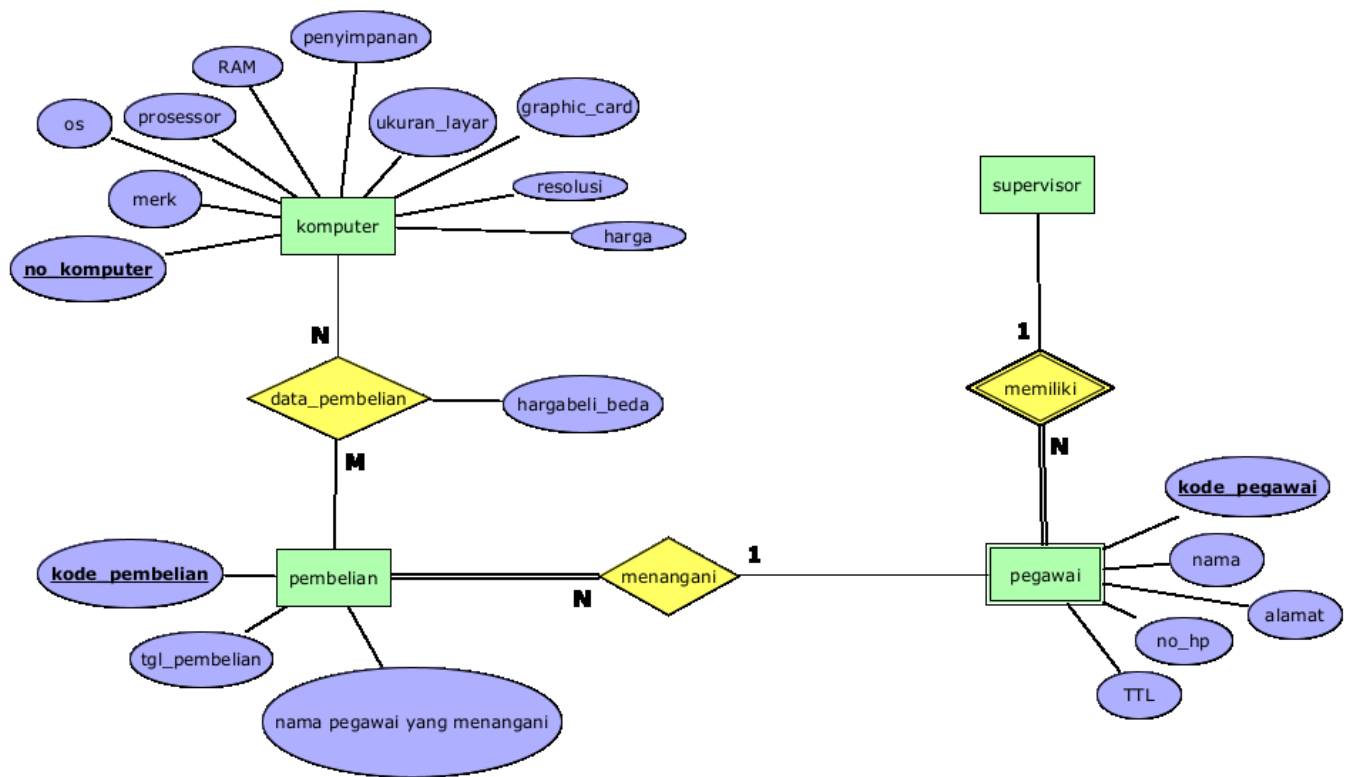 penyimpanan
RAM
graphic_card
prosessor
ukuran_layar
os
supervisor
resolusi
merk
komputer
harga
no_komputer
N
1
memiliki
data_pembelian
hargabeli_beda
N
M
kode_pegawai
1
kode_pembelian
pembelian
menangani
pegawai
nama
N
alamat
no_hp
tgl_pembelian
TTL
nama pegawai yang menangani